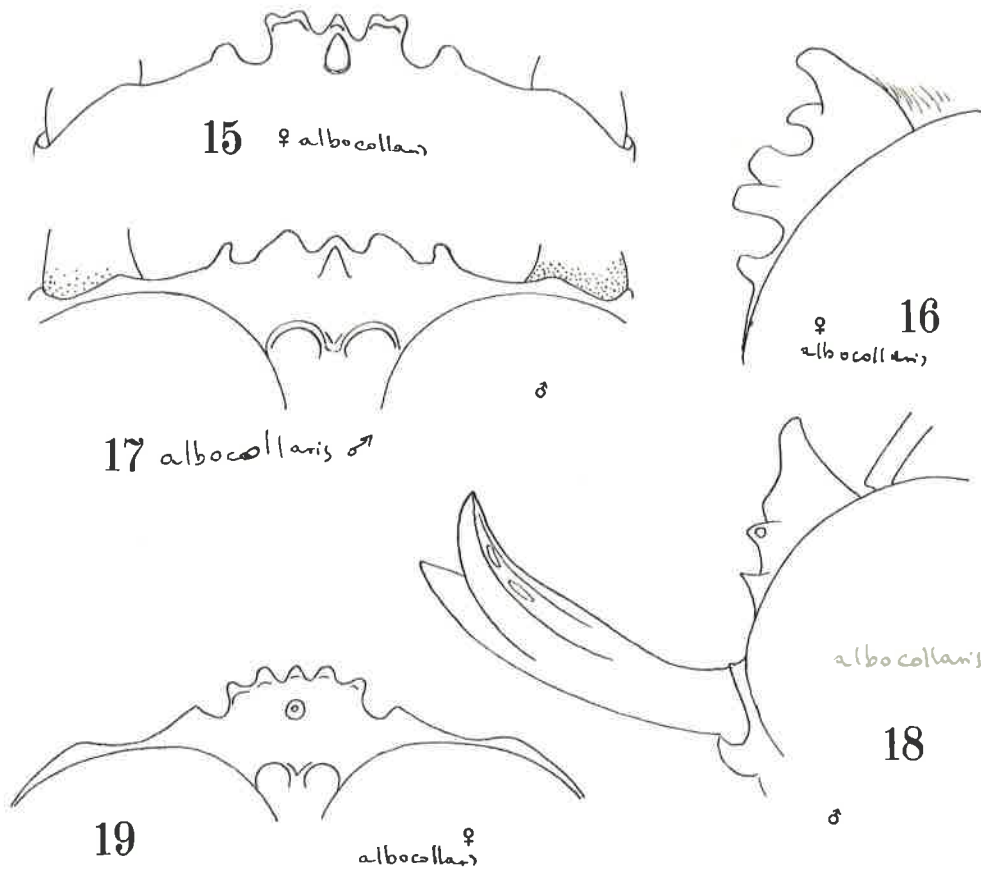 15 ♀ albocollaris
♀ 16
albocollaris
♂
17 albocollaris ♂
albocollaris
18
♂
19 ♀
albocollaris